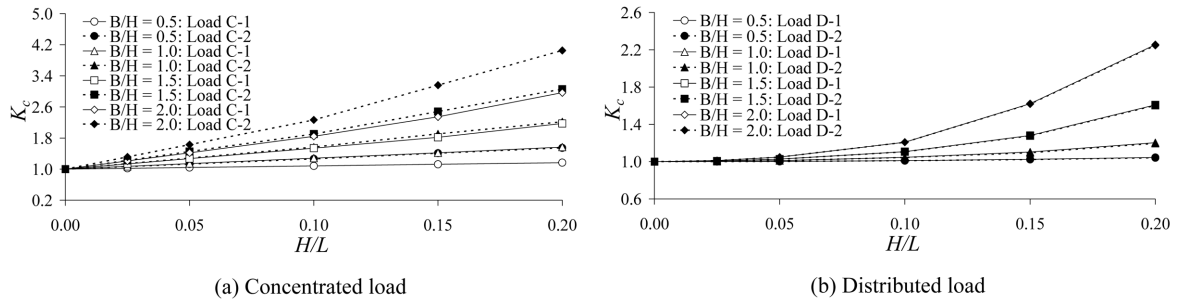 5.0
4.2
3.4
2.6
1.8
1.0
0.2
K_c
B/H = 0.5: Load C-1
B/H = 0.5: Load C-2
B/H = 1.0: Load C-1
B/H = 1.0: Load C-2
B/H = 1.5: Load C-1
B/H = 1.5: Load C-2
B/H = 2.0: Load C-1
B/H = 2.0: Load C-2
0.00 0.05 0.10 0.15 0.20
H/L
(a) Concentrated load
2.6
2.2
1.8
1.4
1.0
0.6
K_c
B/H = 0.5: Load D-1
B/H = 0.5: Load D-2
B/H = 1.0: Load D-1
B/H = 1.0: Load D-2
B/H = 1.5: Load D-1
B/H = 1.5: Load D-2
B/H = 2.0: Load D-1
B/H = 2.0: Load D-2
0.00 0.05 0.10 0.15 0.20
H/L
(b) Distributed load